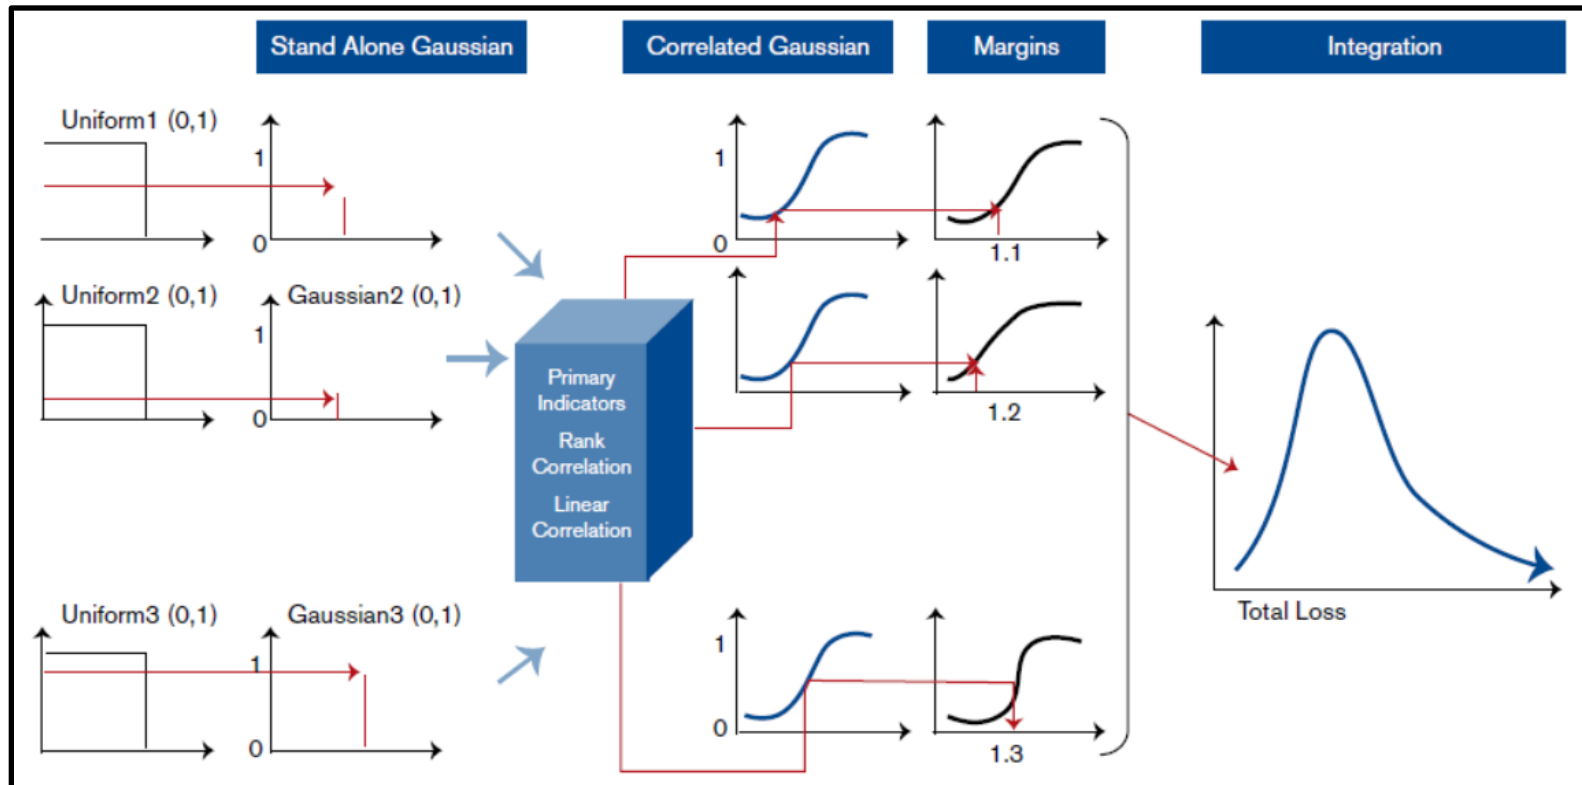 Stand Alone Gaussian
Correlated Gaussian
Margins
Integration
Uniform1 (0,1)
1
0
1
0
1.1
Uniform2 (0,1)
Gaussian2 (0,1)
1
0
1.2
Primary
Indicators
Rank
Correlation
Linear
Correlation
Total Loss
Uniform3 (0,1)
Gaussian3 (0,1)
1
0
1
0
1.3